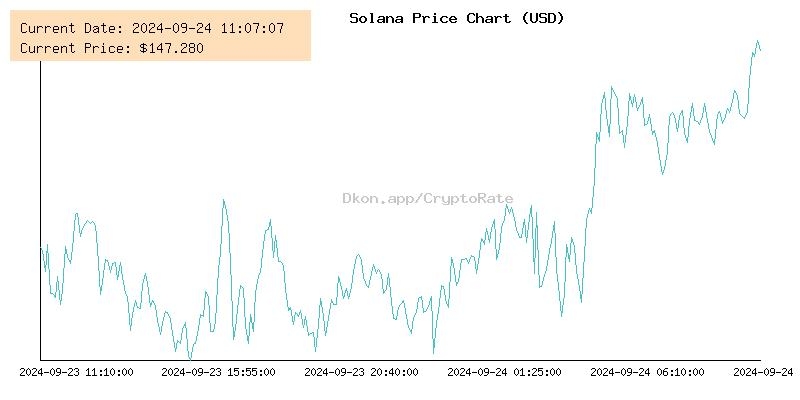 Solana Price Chart (USD)
Current Date: 2024-09-24 11:07:07
Current Price: $147.280
Dkon.app/CryptoRate
2024-09-23 11:10:00 2024-09-23 15:55:00 2024-09-23 20:40:00 2024-09-24 01:25:00 2024-09-24 06:10:00 2024-09-24